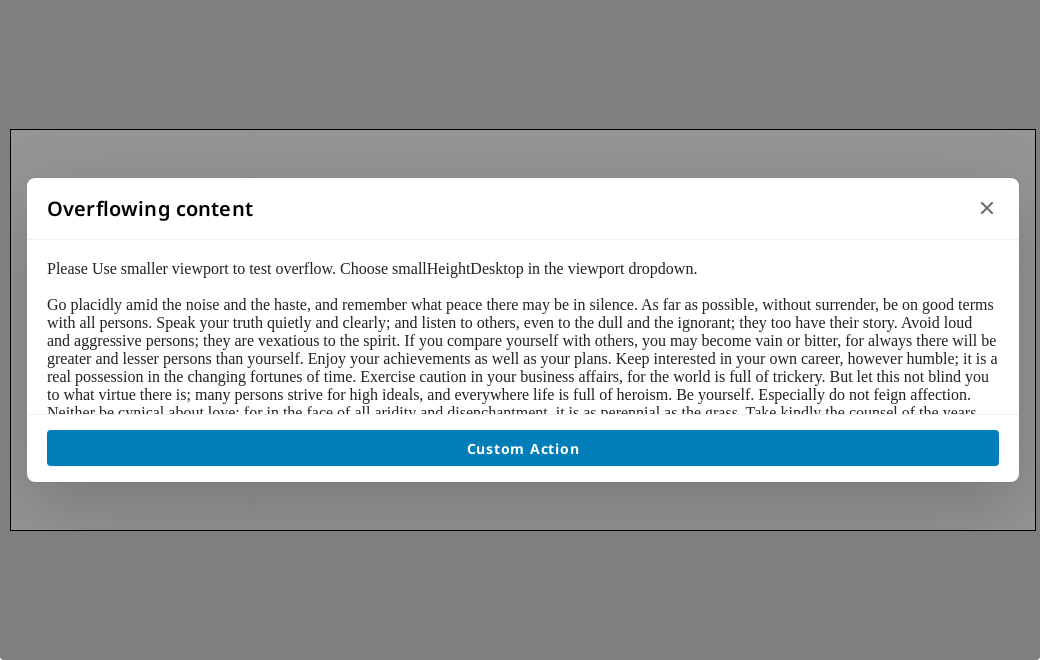 Overflowing content
Please Use smaller viewport to test overflow. Choose smallHeightDesktop in the viewport dropdown.
Go placidly amid the noise and the haste, and remember what peace there may be in silence. As far as possible, without surrender, be on good terms
with all persons. Speak your truth quietly and clearly; and listen to others, even to the dull and the ignorant; they too have their story. Avoid loud
and aggressive persons; they are vexatious to the spirit. If you compare yourself with others, you may become vain or bitter, for always there will be
greater and lesser persons than yourself. Enjoy your achievements as well as your plans. Keep interested in your own career, however humble; it is a
real possession in the changing fortunes of time. Exercise caution in your business affairs, for the world is full of trickery. But let this not blind you
to what virtue there is; many persons strive for high ideals, and everywhere life is full of heroism. Be yourself. Especially do not feign affection.
Neither be cynical about love; for in the face of all aridity and disenchantment, it is as perennial as the grass. Take kindly the counsel of the years,
Custom Action